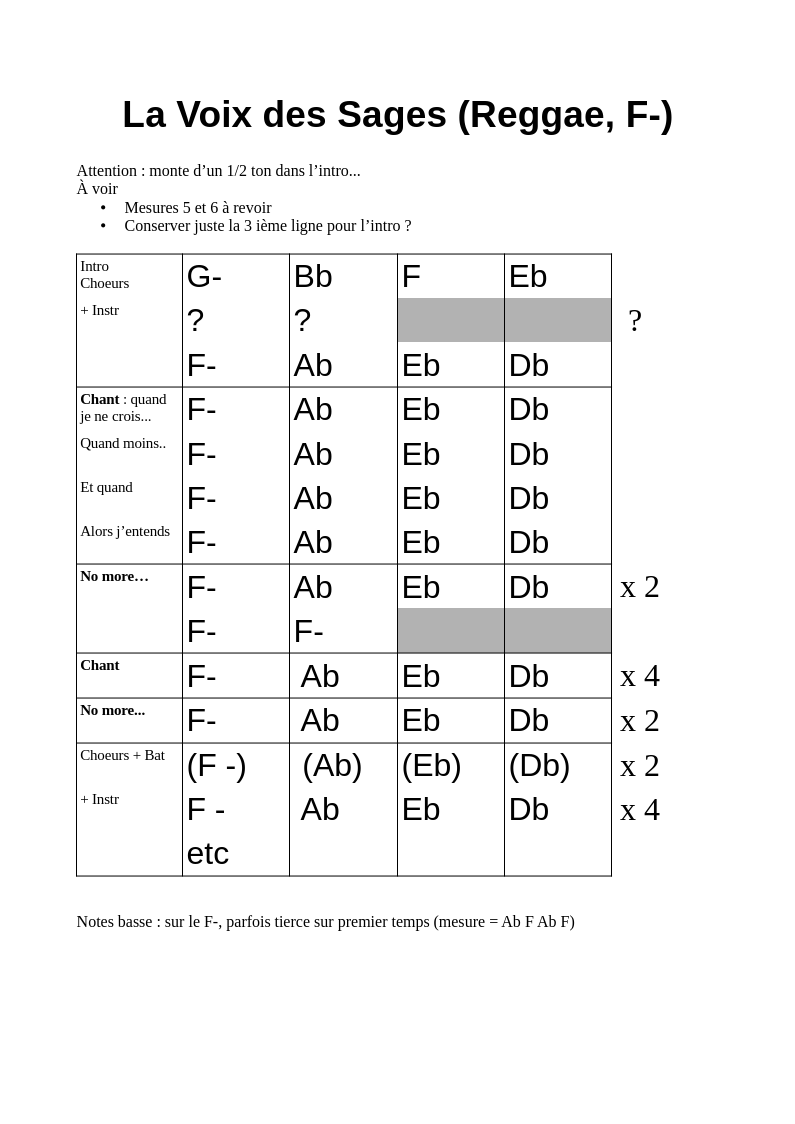 La Voix des Sages (Reggae, F-)
Attention : monte d’un 1/2 ton dans l’intro...
À voir
• Mesures 5 et 6 à revoir
• Conserver juste la 3 ième ligne pour l’intro ?
Intro
Choeurs
G- Bb F Eb
+ Instr ? ? ?
F- Ab Eb Db
Chant : quand
je ne crois...
F- Ab Eb Db
Quand moins.. F- Ab Eb Db
Et quand F- Ab Eb Db
Alors j’entends F- Ab Eb Db
No more… F- Ab Eb Db x 2
F- F-
Chant F- Ab Eb Db x 4
No more... F- Ab Eb Db x 2
Choeurs + Bat (F -) (Ab) (Eb) (Db) x 2
+ Instr F - Ab Eb Db x 4
etc
Notes basse : sur le F-, parfois tierce sur premier temps (mesure = Ab F Ab F)